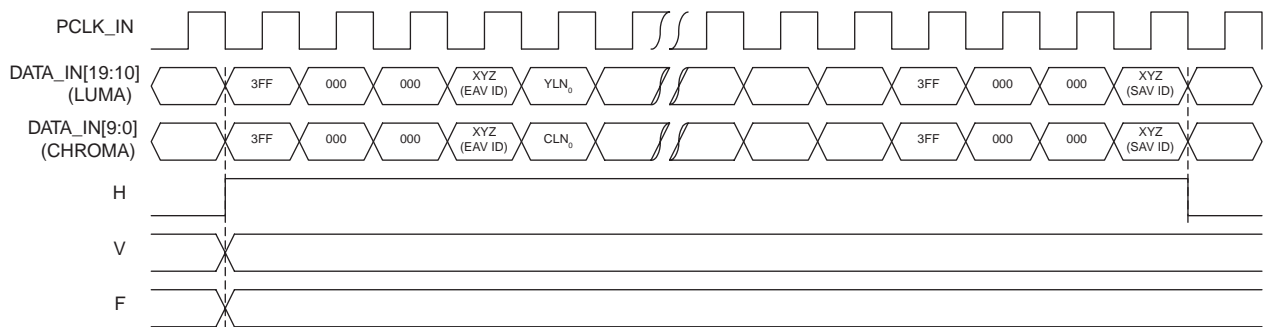 PCLK_IN
DATA_IN[19:10]
(LUMA)
3FF 000 000 XYZ (EAV ID) YLN0 3FF 000 000 XYZ (SAV ID)
DATA_IN[9:0]
(CHROMA)
3FF 000 000 XYZ (EAV ID) CLN0 3FF 000 000 XYZ (SAV ID)
H
V
F